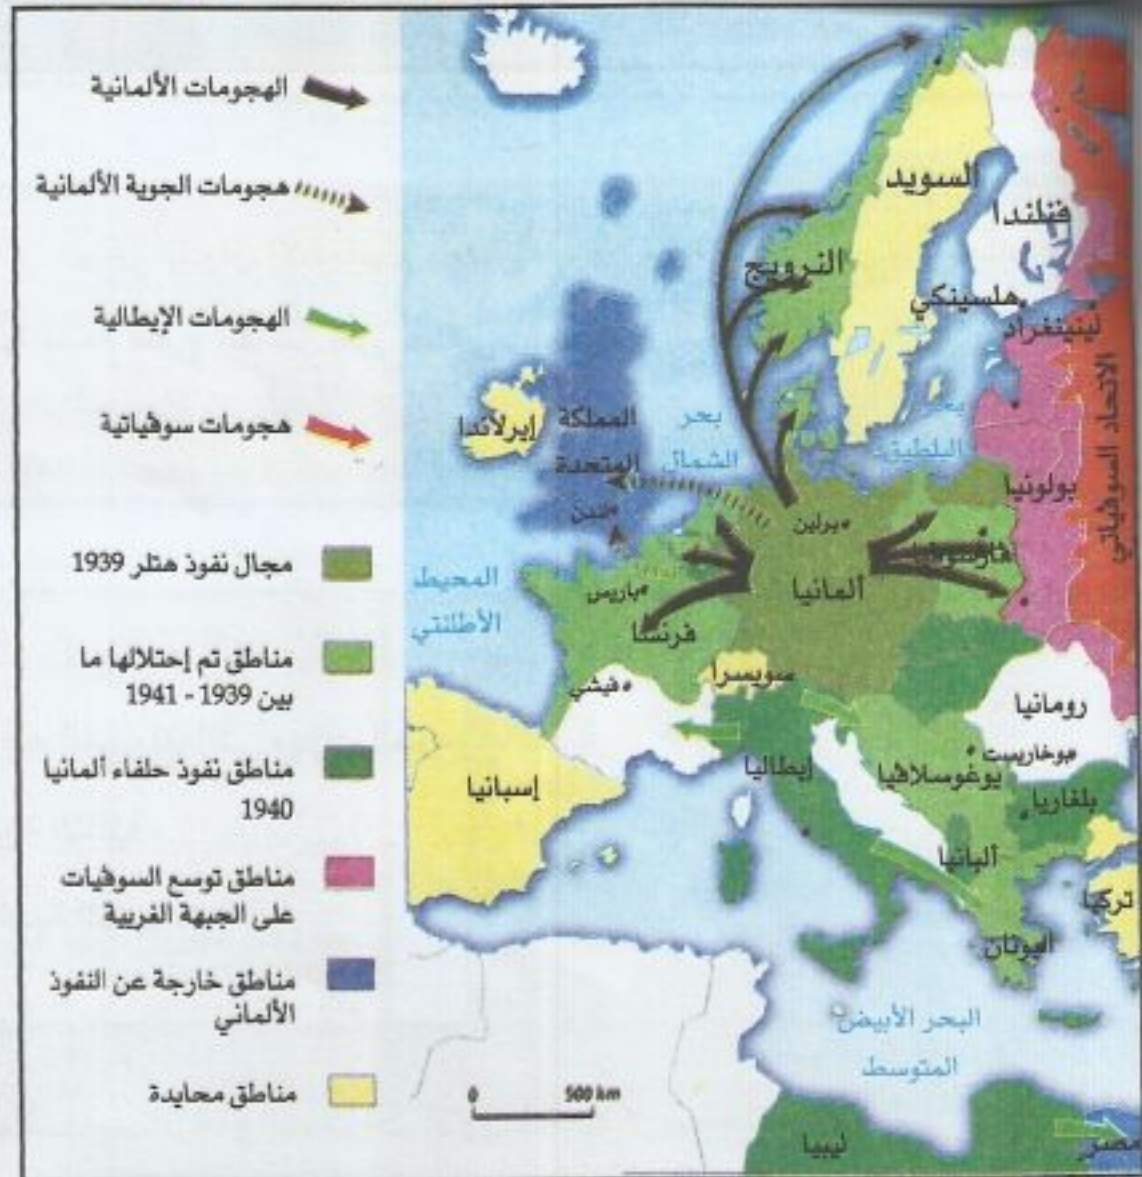 الهجومات الألمانية
هجومات الجوية الألمانية
الهجومات الإيطالية
هجومات سوفياتية
مجال نفوذ هتلر 1939
مناطق تم إحتلالها ما
بين 1939 - 1941
مناطق نفوذ حلفاء ألمانيا
1940
مناطق توسع السوفيات
على الجبهة الغربية
مناطق خارجة عن النفوذ
الألماني
مناطق محايدة
السويد
فنلندا
النرويج
هلسينكي
لينينغراد
الاتحاد السوفياتي
إيرلاندا
المملكة
المتحدة
لندن
بحر
الشمال
بحر
البلطيق
بولونيا
برلين
ألمانيا
المحيط
الأطلنتي
باريس
فرنسا
سويسرا
فيشي
رومانيا
بوخاريست
إسبانيا
إيطاليا
يوغوسلافيا
بلغاريا
ألبانيا
تركيا
اليونان
البحر الأبيض
المتوسط
0 500 km
ليبيا
مصر